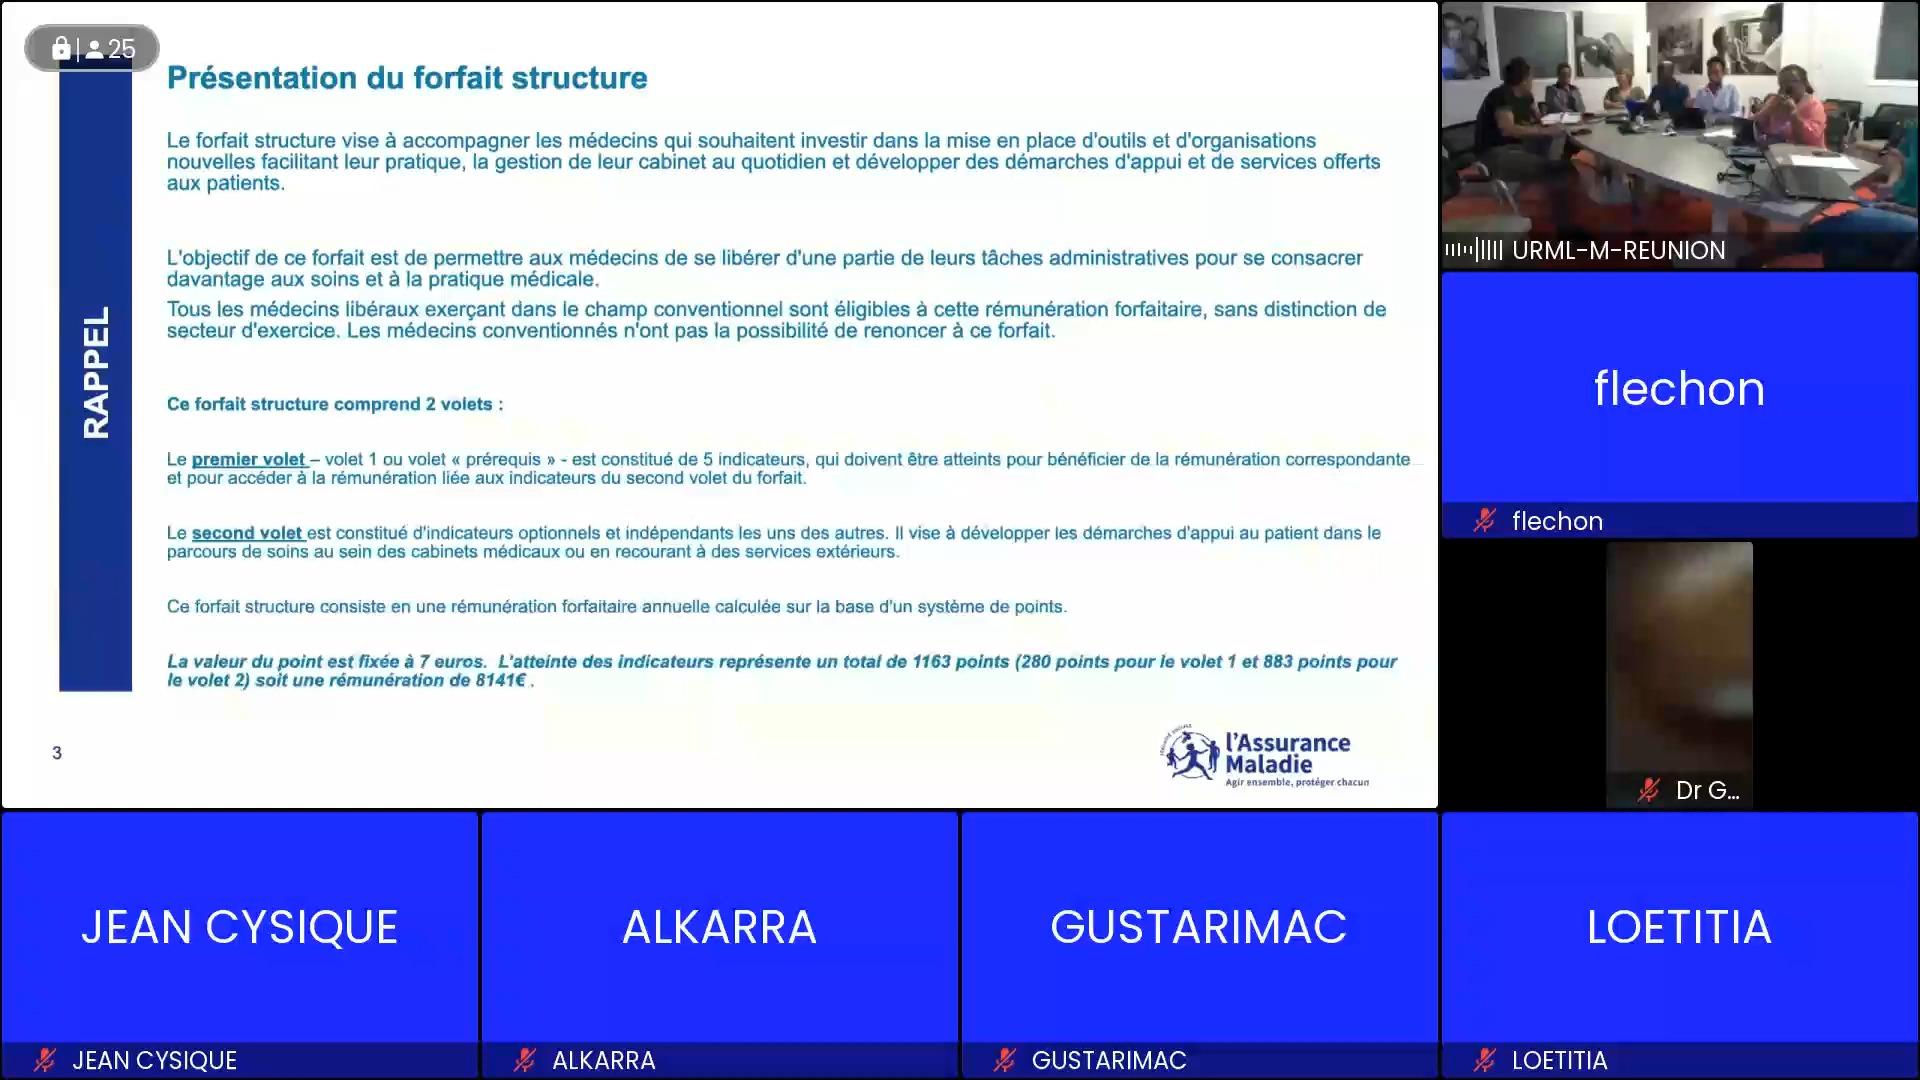 25
Présentation du forfait structure
Le forfait structure vise à accompagner les médecins qui souhaitent investir dans la mise en place d'outils et d'organisations
nouvelles facilitant leur pratique, la gestion de leur cabinet au quotidien et développer des démarches d'appui et de services offerts
aux patients.
L'objectif de ce forfait est de permettre aux médecins de se libérer d'une partie de leurs tâches administratives pour se consacrer
davantage aux soins et à la pratique médicale.
Tous les médecins libéraux exerçant dans le champ conventionnel sont éligibles à cette rémunération forfaitaire, sans distinction de
secteur d'exercice. Les médecins conventionnés n'ont pas la possibilité de renoncer à ce forfait.
RAPPEL
Ce forfait structure comprend 2 volets :
Le premier volet – volet 1 ou volet « prérequis » - est constitué de 5 indicateurs, qui doivent être atteints pour bénéficier de la rémunération correspondante
et pour accéder à la rémunération liée aux indicateurs du second volet du forfait.
Le second volet est constitué d'indicateurs optionnels et indépendants les uns des autres. Il vise à développer les démarches d'appui au patient dans le
parcours de soins au sein des cabinets médicaux ou en recourant à des services extérieurs.
Ce forfait structure consiste en une rémunération forfaitaire annuelle calculée sur la base d'un système de points.
La valeur du point est fixée à 7 euros. L'atteinte des indicateurs représente un total de 1163 points (280 points pour le volet 1 et 883 points pour
le volet 2) soit une rémunération de 8141€ .
3
l'Assurance
Maladie
Agir ensemble, protéger chacun
URML-M-REUNION
flechon
flechon
Dr G...
JEAN CYSIQUE
JEAN CYSIQUE
ALKARRA
ALKARRA
GUSTARIMAC
GUSTARIMAC
LOETITIA
LOETITIA